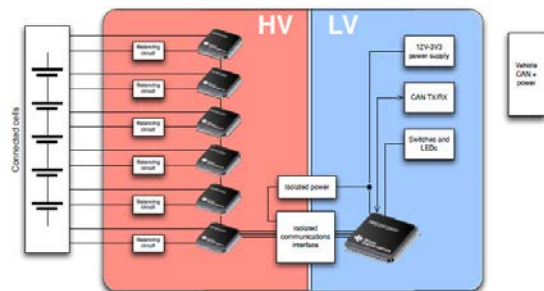 HV
LV
Connected cells
Balancing
circuit
Balancing
circuit
Balancing
circuit
Balancing
circuit
Balancing
circuit
Balancing
circuit
12V-3V3
power supply
CAN TX/RX
Switches and
LEDs
Isolated power
Isolated
communications
interface
Vehicle
CAN +
power